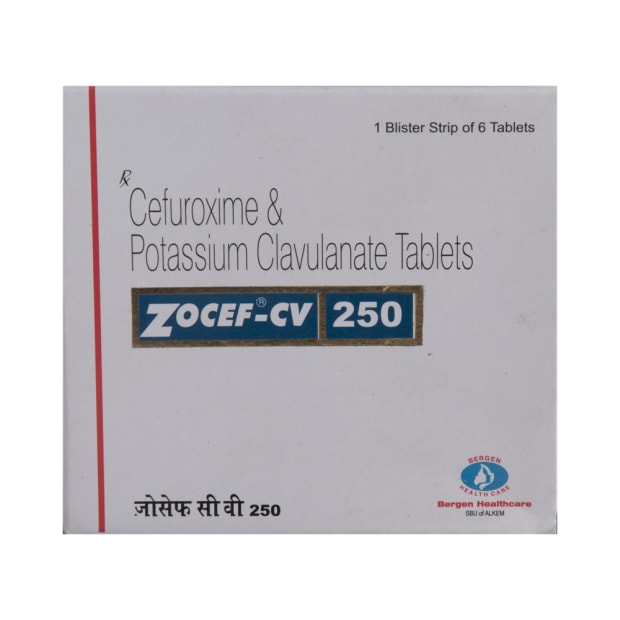 1 Blister Strip of 6 Tablets
Rx
Cefuroxime &
Potassium Clavulanate Tablets
ZOCEF®-CV 250
ज़ोसेफ सी वी 250
BERGEN
HEALTH CARE
Bergen Healthcare
SBU of ALKEM